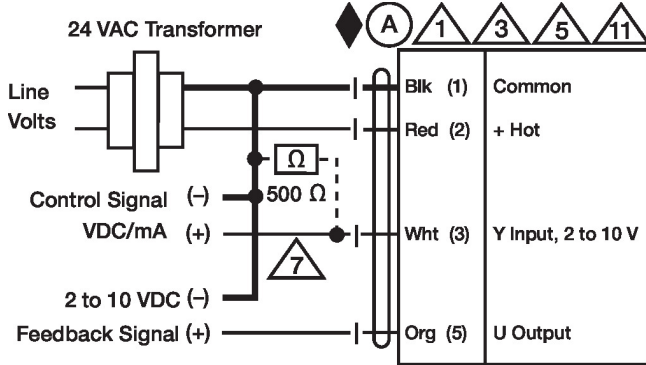 24 VAC Transformer
A 1 3 5 11
Line
Volts
Blk (1) Common
Red (2) + Hot
Ω
500 Ω
Control Signal (–)
VDC/mA (+)
Wht (3) Y Input, 2 to 10 V
7
2 to 10 VDC (–)
Feedback Signal (+)
Org (5) U Output